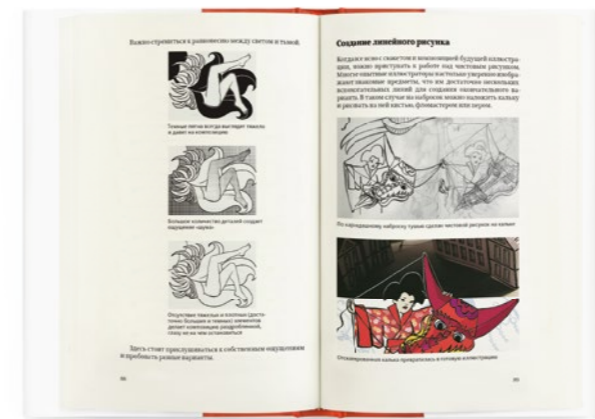 Важно стремиться к равновесию между светом и тьмой.
Темные пятна всегда выглядят тяжело
и давят на композицию
Большое количество деталей создает
ощущение «шума»
Отсутствие тяжелых и плотных (доста-
точно больших и темных) элементов
делает композицию раздробленной,
глазу не на чем остановиться
Здесь стоит прислушиваться к собственным ощущениям
и пробовать разные варианты.
Создание линейного рисунка
Когда все ясно с сюжетом и композицией будущей иллюстра-
ции, можно приступать к работе над чистовым рисунком.
Многие опытные иллюстраторы настолько уверенно изобра-
жают знакомые предметы, что им достаточно нескольких
вспомогательных линий для создания окончательного ва-
рианта. В таком случае на набросок можно наложить кальку
и рисовать на ней кистью, фломастером или пером.
По карандашному наброску тушью сделан чистовой рисунок на кальке
Отсканированная калька превратилась в готовую иллюстрацию